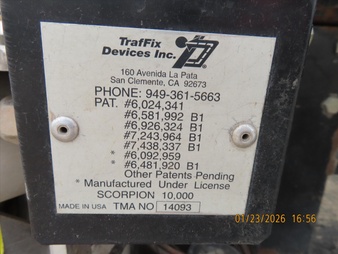 TrafFix
Devices Inc.
160 Avenida La Pata
San Clemente, CA 92673
PHONE: 949-361-5663
PAT. #6,024,341
#6,581,992 B1
#6,926,324 B1
#7,243,964 B1
#7,438,337 B1
* #6,092,959
* #6,481,920 B1
Other Patents Pending
* Manufactured Under License
SCORPION 10,000
MADE IN USA TMA NO 14093
01/23/2026 16:56